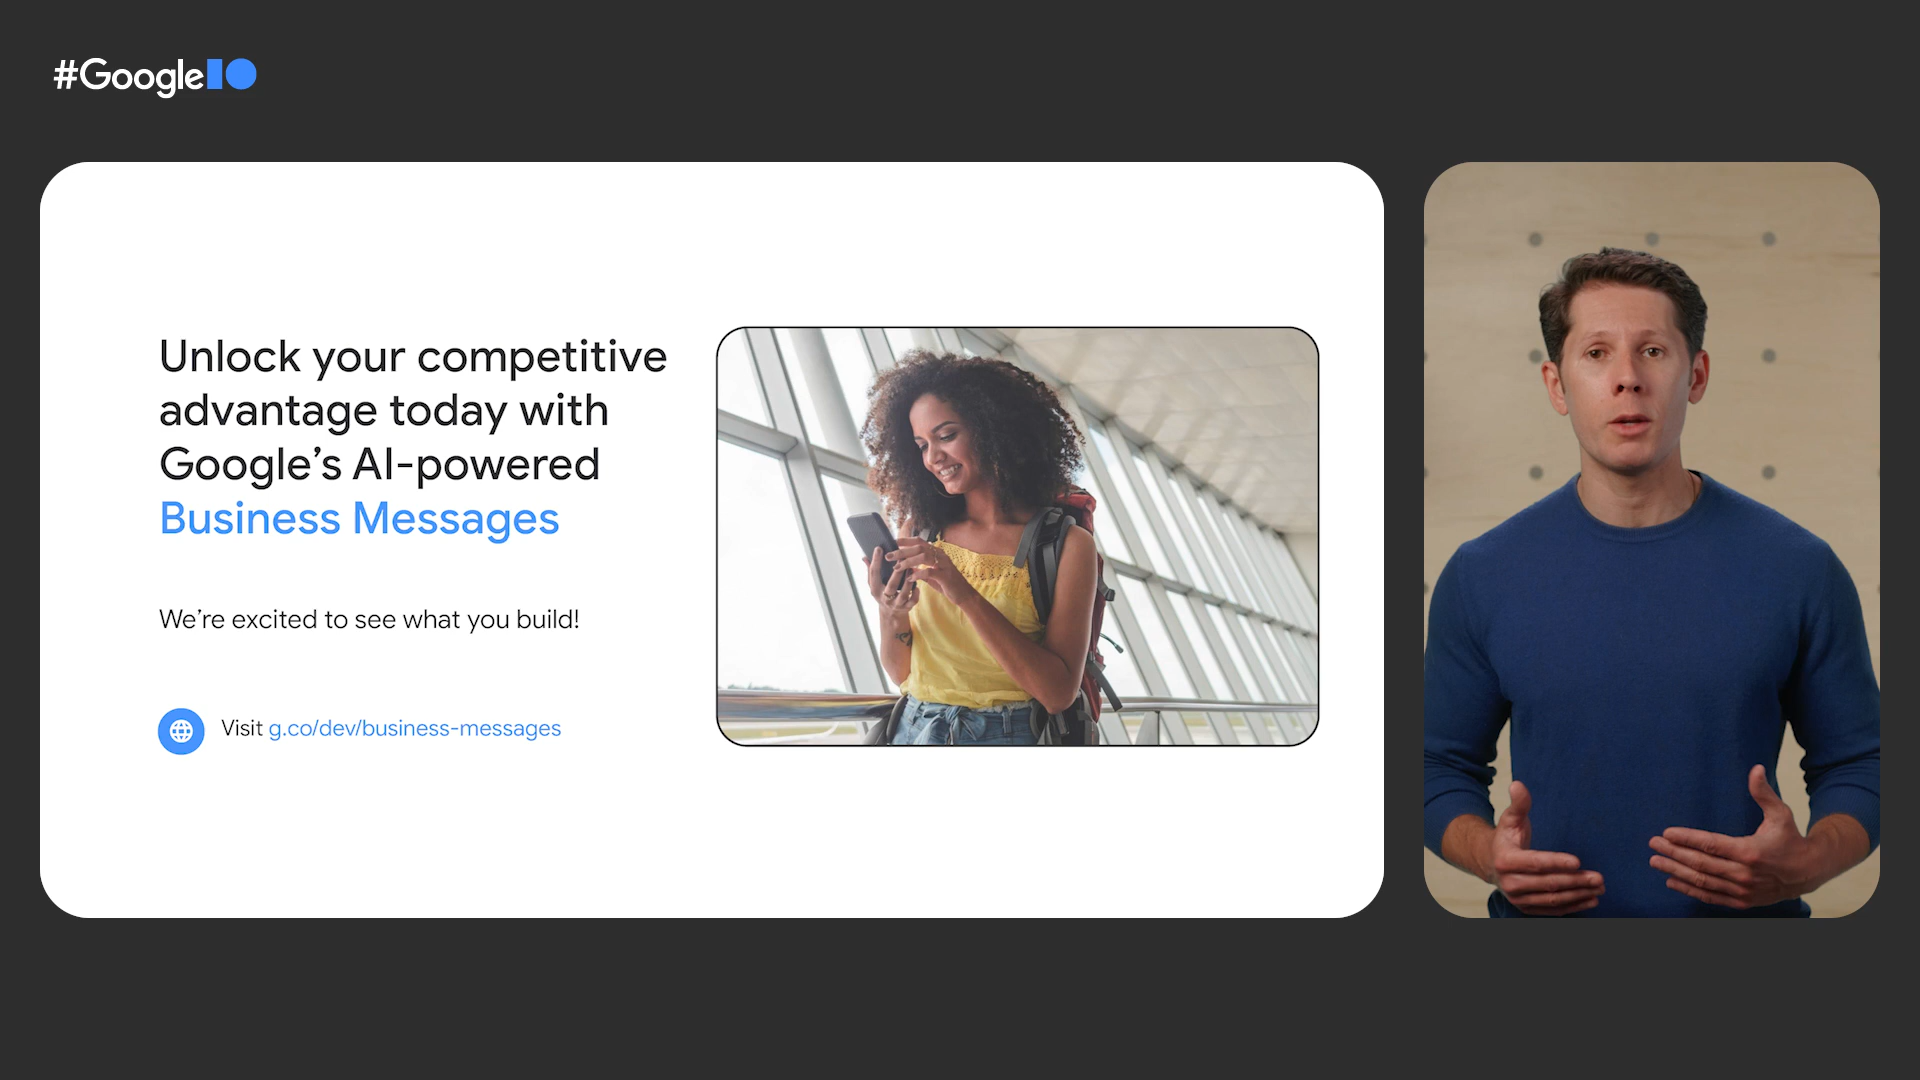 #GoogleIO
Unlock your competitive
advantage today with
Google’s AI-powered
Business Messages
We’re excited to see what you build!
Visit g.co/dev/business-messages